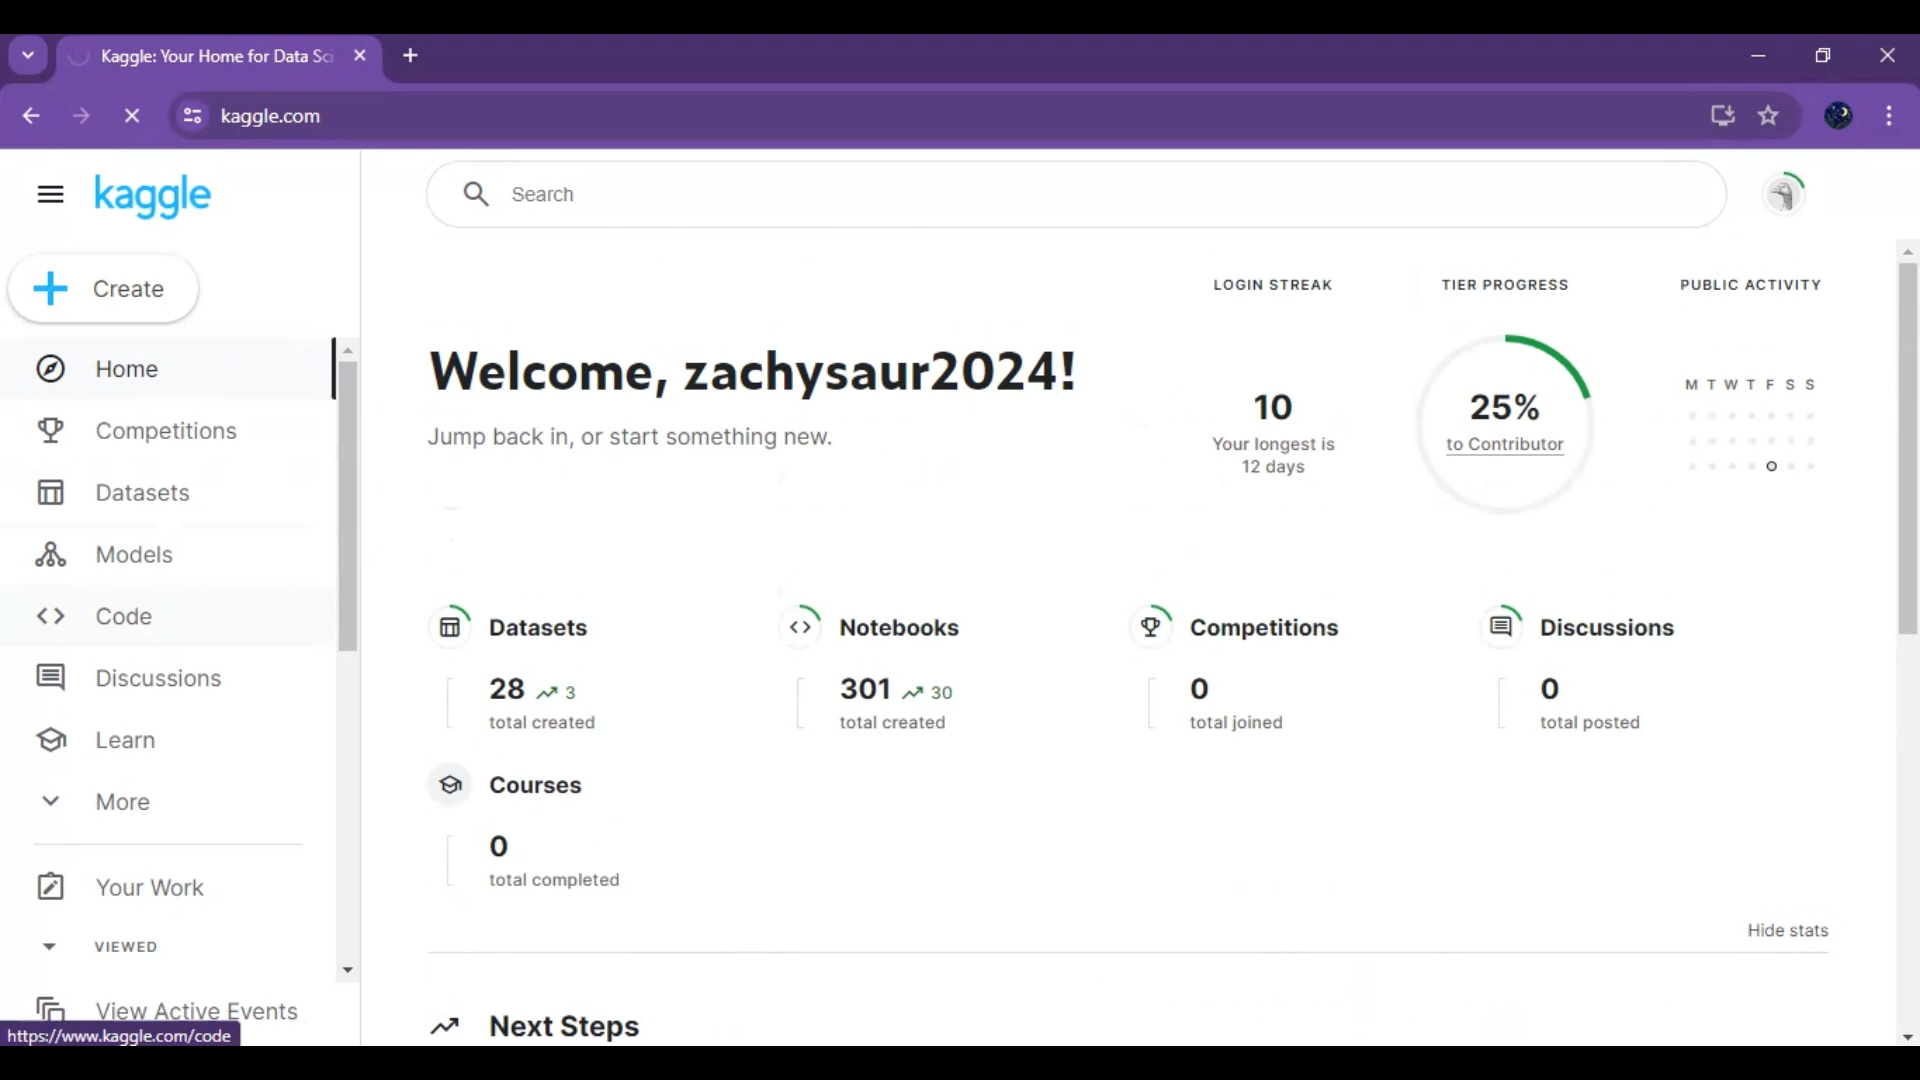 Kaggle: Your Home for Data Sci
kaggle.com
kaggle
Search
Create
Home
Competitions
Datasets
Models
Code
Discussions
Learn
More
Your Work
VIEWED
View Active Events
https://www.kaggle.com/code
LOGIN STREAK
TIER PROGRESS
PUBLIC ACTIVITY
Welcome, zachysaur2024!
Jump back in, or start something new.
10
Your longest is
12 days
25%
to Contributor
M T W T F S S
Datasets
28 3
total created
Notebooks
301 30
total created
Competitions
0
total joined
Discussions
0
total posted
Courses
0
total completed
Hide stats
Next Steps